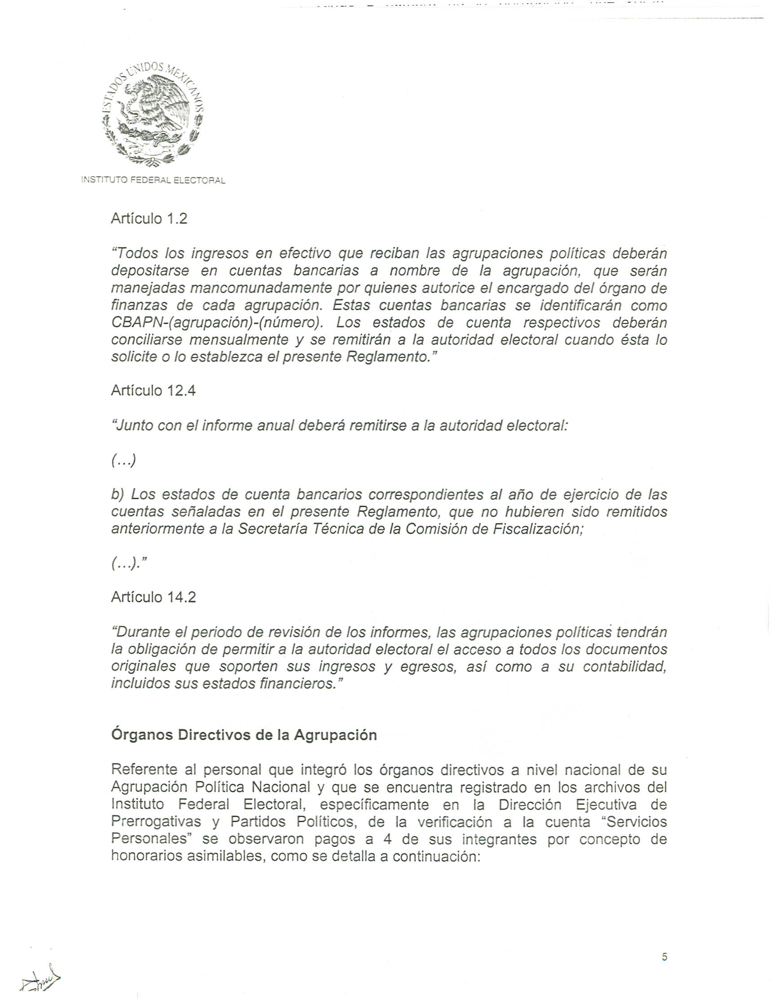 ESTADOS UNIDOS MEXICANOS
INSTITUTO FEDERAL ELECTORAL
Artículo 1.2
“Todos los ingresos en efectivo que reciban las agrupaciones políticas deberán
depositarse en cuentas bancarias a nombre de la agrupación, que serán
manejadas mancomunadamente por quienes autorice el encargado del órgano de
finanzas de cada agrupación. Estas cuentas bancarias se identificarán como
CBAPN-(agrupación)-(número). Los estados de cuenta respectivos deberán
conciliarse mensualmente y se remitirán a la autoridad electoral cuando ésta lo
solicite o lo establezca el presente Reglamento.”
Artículo 12.4
“Junto con el informe anual deberá remitirse a la autoridad electoral:
(...)
b) Los estados de cuenta bancarios correspondientes al año de ejercicio de las
cuentas señaladas en el presente Reglamento, que no hubieren sido remitidos
anteriormente a la Secretaría Técnica de la Comisión de Fiscalización;
(...).”
Artículo 14.2
“Durante el periodo de revisión de los informes, las agrupaciones políticas tendrán
la obligación de permitir a la autoridad electoral el acceso a todos los documentos
originales que soporten sus ingresos y egresos, así como a su contabilidad,
incluidos sus estados financieros.”
Órganos Directivos de la Agrupación
Referente al personal que integró los órganos directivos a nivel nacional de su
Agrupación Política Nacional y que se encuentra registrado en los archivos del
Instituto Federal Electoral, específicamente en la Dirección Ejecutiva de
Prerrogativas y Partidos Políticos, de la verificación a la cuenta “Servicios
Personales” se observaron pagos a 4 de sus integrantes por concepto de
honorarios asimilables, como se detalla a continuación:
5